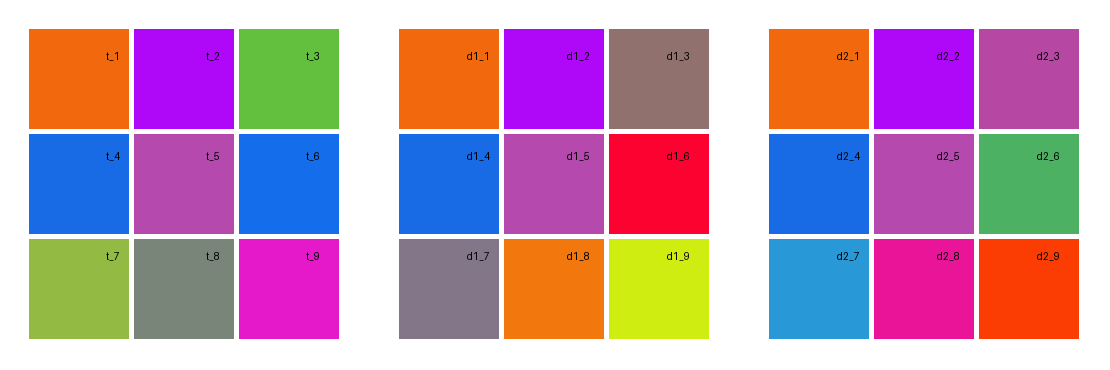 t_1 t_2 t_3 d1_1 d1_2 d1_3 d2_1 d2_2 d2_3
t_4 t_5 t_6 d1_4 d1_5 d1_6 d2_4 d2_5 d2_6
t_7 t_8 t_9 d1_7 d1_8 d1_9 d2_7 d2_8 d2_9